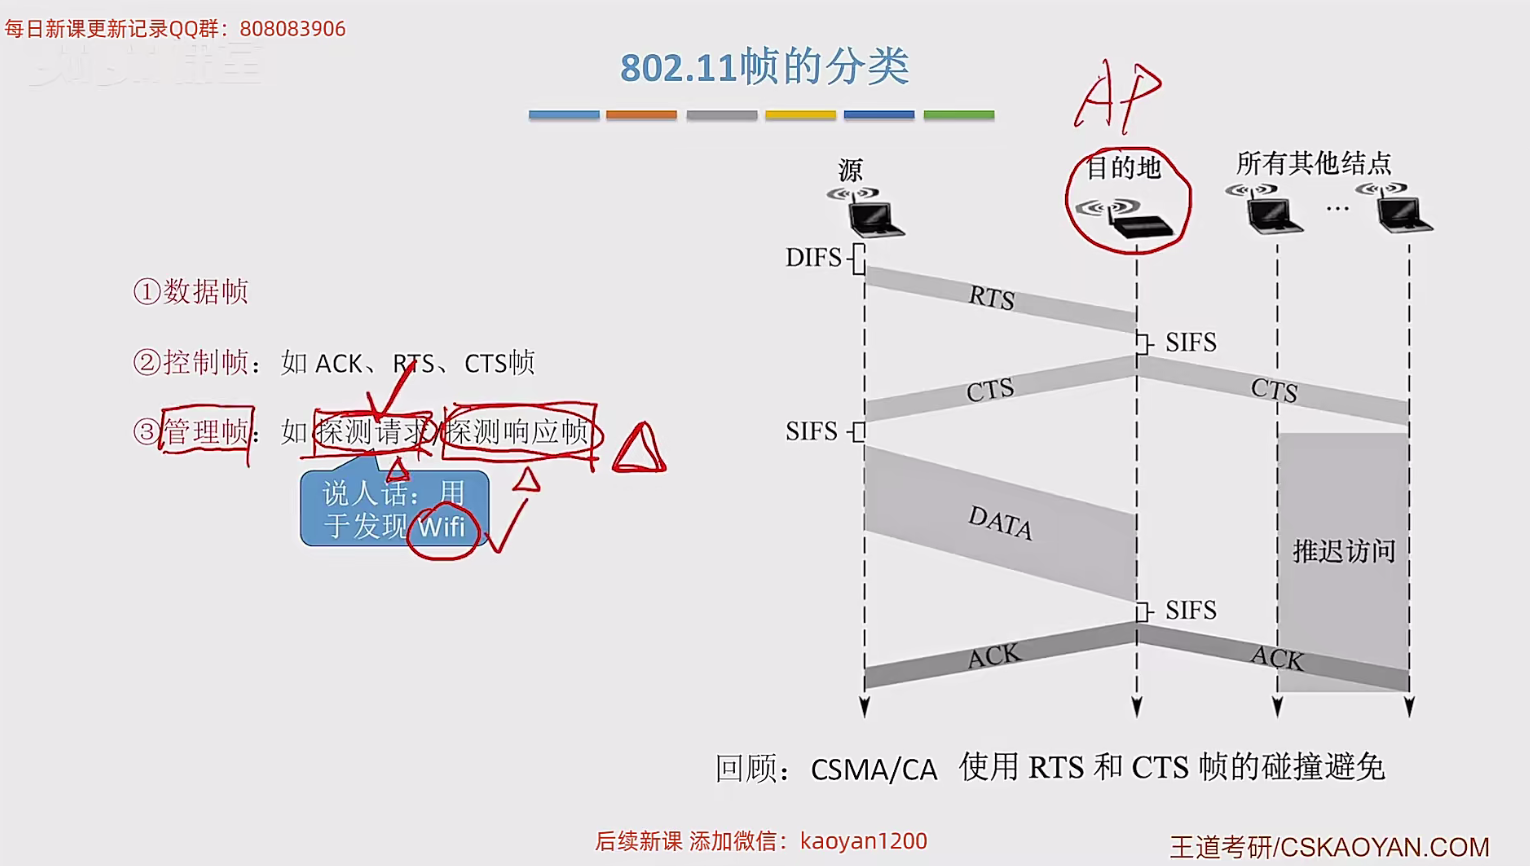 每日新课更新记录QQ群：808083906
802.11帧的分类
AP
源
目的地
所有其他结点
...
DIFS
RTS
SIFS
CTS
CTS
SIFS
DATA
推迟访问
SIFS
ACK
ACK
①数据帧
②控制帧：如 ACK、RTS、CTS帧
③管理帧：如 探测请求/探测响应帧
说人话：用
于发现 Wifi
回顾：CSMA/CA 使用 RTS 和 CTS 帧的碰撞避免
后续新课 添加微信：kaoyan1200
王道考研/CSKAOYAN.COM